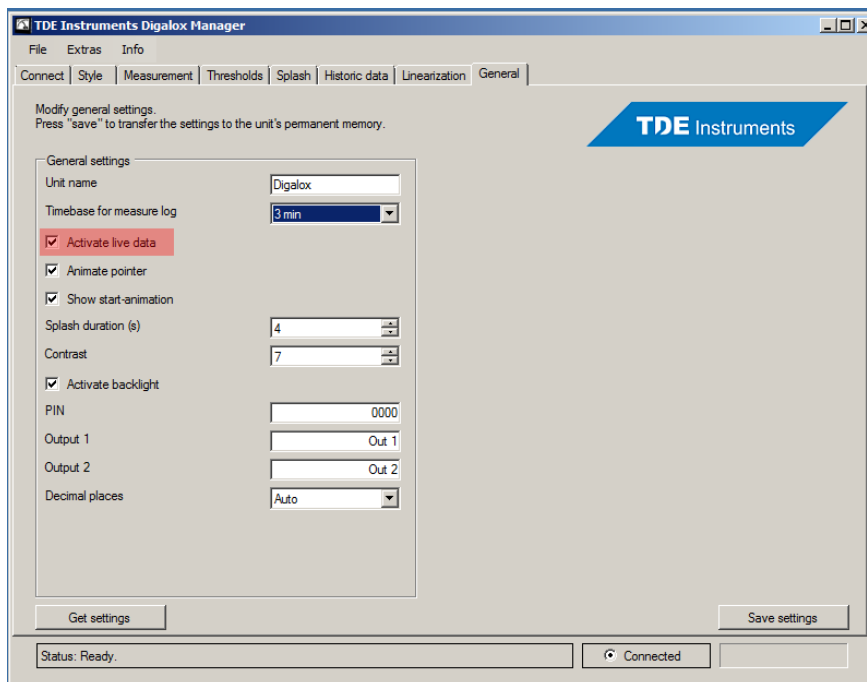 TDE Instruments Digalox Manager
File Extras Info
Connect Style Measurement Thresholds Splash Historic data Linearization General
Modify general settings.
Press "save" to transfer the settings to the unit's permanent memory.
TDE Instruments
General settings
Unit name Digalox
Timebase for measure log 3 min
Activate live data
Animate pointer
Show start-animation
Splash duration (s) 4
Contrast 7
Activate backlight
PIN 0000
Output 1 Out 1
Output 2 Out 2
Decimal places Auto
Get settings Save settings
Status: Ready. Connected